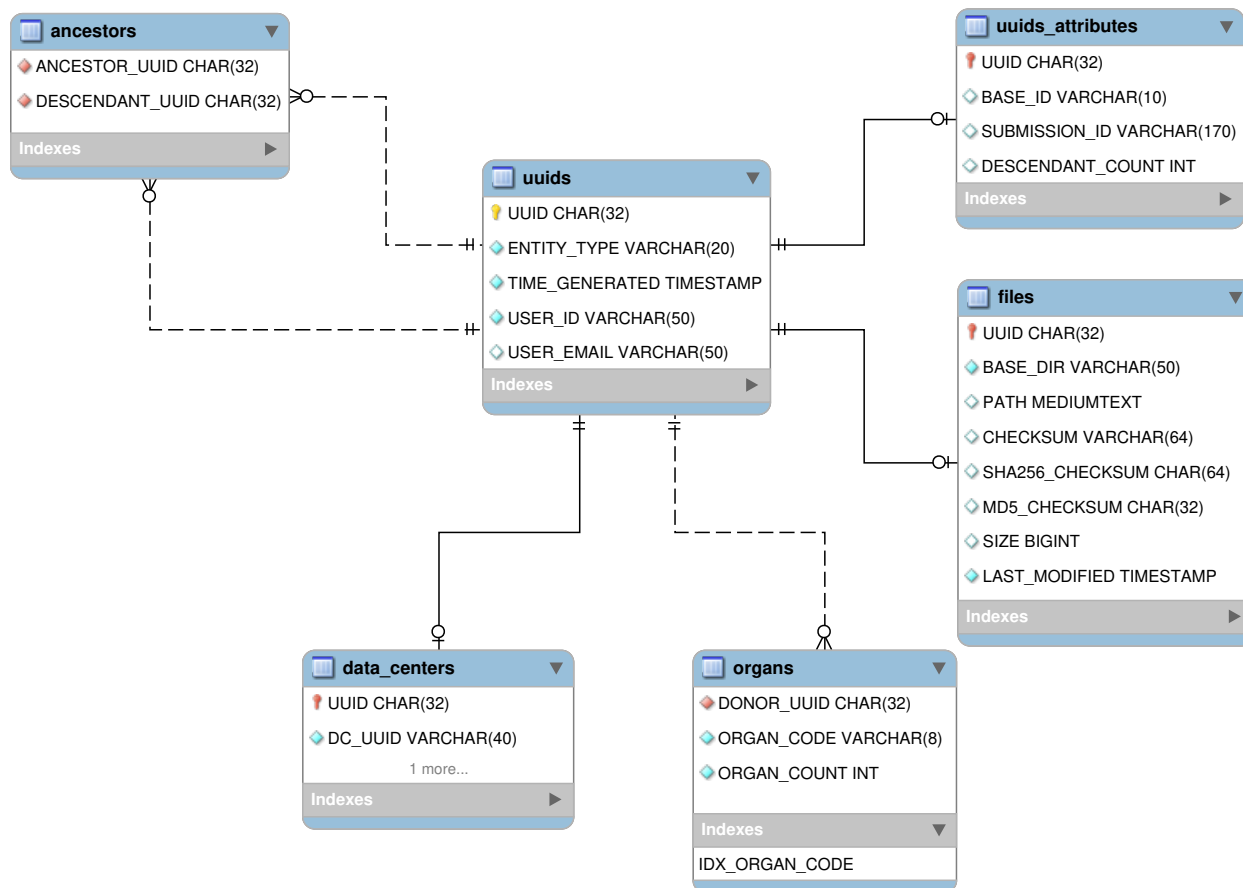 ancestors
ANCESTOR_UUID CHAR(32)
DESCENDANT_UUID CHAR(32)
Indexes
uuids_attributes
UUID CHAR(32)
BASE_ID VARCHAR(10)
SUBMISSION_ID VARCHAR(170)
DESCENDANT_COUNT INT
Indexes
uuids
UUID CHAR(32)
ENTITY_TYPE VARCHAR(20)
TIME_GENERATED TIMESTAMP
USER_ID VARCHAR(50)
USER_EMAIL VARCHAR(50)
Indexes
files
UUID CHAR(32)
BASE_DIR VARCHAR(50)
PATH MEDIUMTEXT
CHECKSUM VARCHAR(64)
SHA256_CHECKSUM CHAR(64)
MD5_CHECKSUM CHAR(32)
SIZE BIGINT
LAST_MODIFIED TIMESTAMP
Indexes
data_centers
UUID CHAR(32)
DC_UUID VARCHAR(40)
1 more...
Indexes
organs
DONOR_UUID CHAR(32)
ORGAN_CODE VARCHAR(8)
ORGAN_COUNT INT
Indexes
IDX_ORGAN_CODE